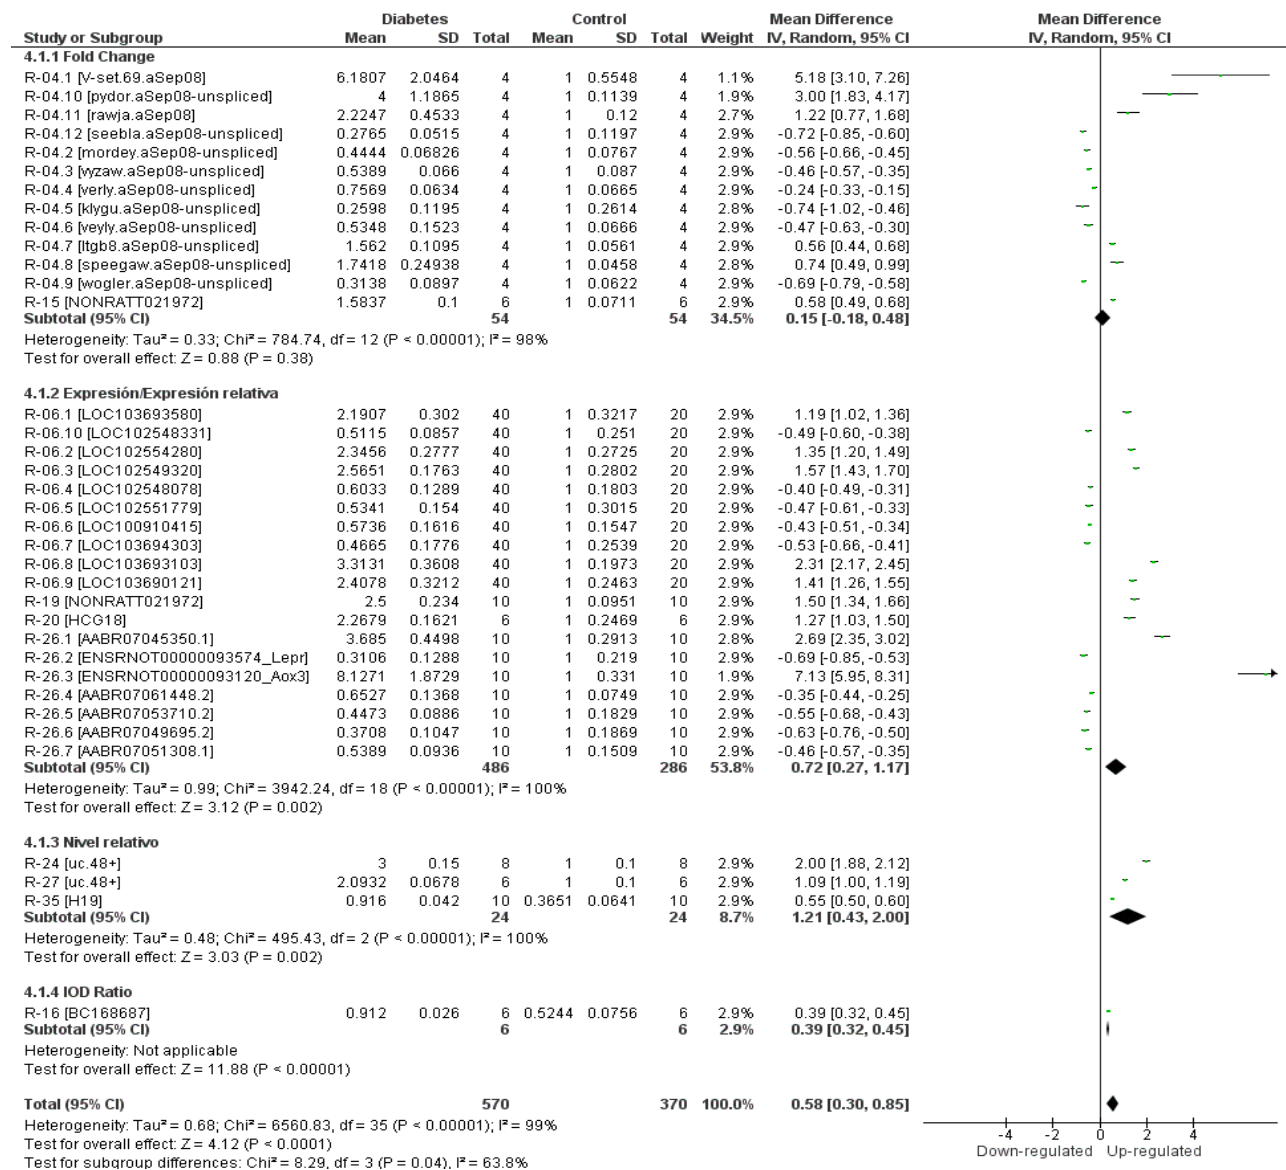 Diabetes Control Mean Difference Mean Difference
Study or Subgroup Mean SD Total Mean SD Total Weight IV, Random, 95% CI IV, Random, 95% CI
4.1.1 Fold Change
R-04.1 [V-set.69.aSep08] 6.1807 2.0464 4 1 0.5548 4 1.1% 5.18 [3.10, 7.26]
R-04.10 [pydor.aSep08-unspliced] 4 1.1865 4 1 0.1139 4 1.9% 3.00 [1.83, 4.17]
R-04.11 [rawja.aSep08] 2.2247 0.4533 4 1 0.12 4 2.7% 1.22 [0.77, 1.68]
R-04.12 [seebla.aSep08-unspliced] 0.2765 0.0515 4 1 0.1197 4 2.9% -0.72 [-0.85, -0.60]
R-04.2 [mordey.aSep08-unspliced] 0.4444 0.06826 4 1 0.0767 4 2.9% -0.56 [-0.66, -0.45]
R-04.3 [vyzaw.aSep08-unspliced] 0.5389 0.066 4 1 0.087 4 2.9% -0.46 [-0.57, -0.35]
R-04.4 [verly.aSep08-unspliced] 0.7569 0.0634 4 1 0.0665 4 2.9% -0.24 [-0.33, -0.15]
R-04.5 [klygu.aSep08-unspliced] 0.2598 0.1195 4 1 0.2614 4 2.8% -0.74 [-1.02, -0.46]
R-04.6 [veyly.aSep08-unspliced] 0.5348 0.1523 4 1 0.0666 4 2.9% -0.47 [-0.63, -0.30]
R-04.7 [Itgb8.aSep08-unspliced] 1.562 0.1095 4 1 0.0561 4 2.9% 0.56 [0.44, 0.68]
R-04.8 [speegaw.aSep08-unspliced] 1.7418 0.24938 4 1 0.0458 4 2.8% 0.74 [0.49, 0.99]
R-04.9 [wogler.aSep08-unspliced] 0.3138 0.0897 4 1 0.0622 4 2.9% -0.69 [-0.79, -0.58]
R-15 [NONRATT021972] 1.5837 0.1 6 1 0.0711 6 2.9% 0.58 [0.49, 0.68]
Subtotal (95% CI) 54 54 34.5% 0.15 [-0.18, 0.48]
Heterogeneity: Tau² = 0.33; Chi² = 784.74, df = 12 (P < 0.00001); I² = 98%
Test for overall effect: Z = 0.88 (P = 0.38)
4.1.2 Expresión/Expresión relativa
R-06.1 [LOC103693580] 2.1907 0.302 40 1 0.3217 20 2.9% 1.19 [1.02, 1.36]
R-06.10 [LOC102548331] 0.5115 0.0857 40 1 0.251 20 2.9% -0.49 [-0.60, -0.38]
R-06.2 [LOC102554280] 2.3456 0.2777 40 1 0.2725 20 2.9% 1.35 [1.20, 1.49]
R-06.3 [LOC102549320] 2.5651 0.1763 40 1 0.2802 20 2.9% 1.57 [1.43, 1.70]
R-06.4 [LOC102548078] 0.6033 0.1289 40 1 0.1803 20 2.9% -0.40 [-0.49, -0.31]
R-06.5 [LOC102551779] 0.5341 0.154 40 1 0.3015 20 2.9% -0.47 [-0.61, -0.33]
R-06.6 [LOC100910415] 0.5736 0.1616 40 1 0.1547 20 2.9% -0.43 [-0.51, -0.34]
R-06.7 [LOC103694303] 0.4665 0.1776 40 1 0.2539 20 2.9% -0.53 [-0.66, -0.41]
R-06.8 [LOC103693103] 3.3131 0.3608 40 1 0.1973 20 2.9% 2.31 [2.17, 2.45]
R-06.9 [LOC103690121] 2.4078 0.3212 40 1 0.2463 20 2.9% 1.41 [1.26, 1.55]
R-19 [NONRATT021972] 2.5 0.234 10 1 0.0951 10 2.9% 1.50 [1.34, 1.66]
R-20 [HCG18] 2.2679 0.1621 6 1 0.2469 6 2.9% 1.27 [1.03, 1.50]
R-26.1 [AABR07045350.1] 3.685 0.4498 10 1 0.2913 10 2.8% 2.69 [2.35, 3.02]
R-26.2 [ENSRNOT00000093574_Lepr] 0.3106 0.1288 10 1 0.219 10 2.9% -0.69 [-0.85, -0.53]
R-26.3 [ENSRNOT00000093120_Aox3] 8.1271 1.8729 10 1 0.331 10 1.9% 7.13 [5.95, 8.31]
R-26.4 [AABR07061448.2] 0.6527 0.1368 10 1 0.0749 10 2.9% -0.35 [-0.44, -0.25]
R-26.5 [AABR07053710.2] 0.4473 0.0886 10 1 0.1829 10 2.9% -0.55 [-0.68, -0.43]
R-26.6 [AABR07049695.2] 0.3708 0.1047 10 1 0.1869 10 2.9% -0.63 [-0.76, -0.50]
R-26.7 [AABR07051308.1] 0.5389 0.0936 10 1 0.1509 10 2.9% -0.46 [-0.57, -0.35]
Subtotal (95% CI) 486 286 53.8% 0.72 [0.27, 1.17]
Heterogeneity: Tau² = 0.99; Chi² = 3942.24, df = 18 (P < 0.00001); I² = 100%
Test for overall effect: Z = 3.12 (P = 0.002)
4.1.3 Nivel relativo
R-24 [uc.48+] 3 0.15 8 1 0.1 8 2.9% 2.00 [1.88, 2.12]
R-27 [uc.48+] 2.0932 0.0678 6 1 0.1 6 2.9% 1.09 [1.00, 1.19]
R-35 [H19] 0.916 0.042 10 0.3651 0.0641 10 2.9% 0.55 [0.50, 0.60]
Subtotal (95% CI) 24 24 8.7% 1.21 [0.43, 2.00]
Heterogeneity: Tau² = 0.48; Chi² = 495.43, df = 2 (P < 0.00001); I² = 100%
Test for overall effect: Z = 3.03 (P = 0.002)
4.1.4 IOD Ratio
R-16 [BC168687] 0.912 0.026 6 0.5244 0.0756 6 2.9% 0.39 [0.32, 0.45]
Subtotal (95% CI) 6 6 2.9% 0.39 [0.32, 0.45]
Heterogeneity: Not applicable
Test for overall effect: Z = 11.88 (P < 0.00001)
Total (95% CI) 570 370 100.0% 0.58 [0.30, 0.85]
Heterogeneity: Tau² = 0.68; Chi² = 6560.83, df = 35 (P < 0.00001); I² = 99%
Test for overall effect: Z = 4.12 (P < 0.0001)
Test for subgroup differences: Chi² = 8.29, df = 3 (P = 0.04), I² = 63.8%
-4 -2 0 2 4
Down-regulated Up-regulated